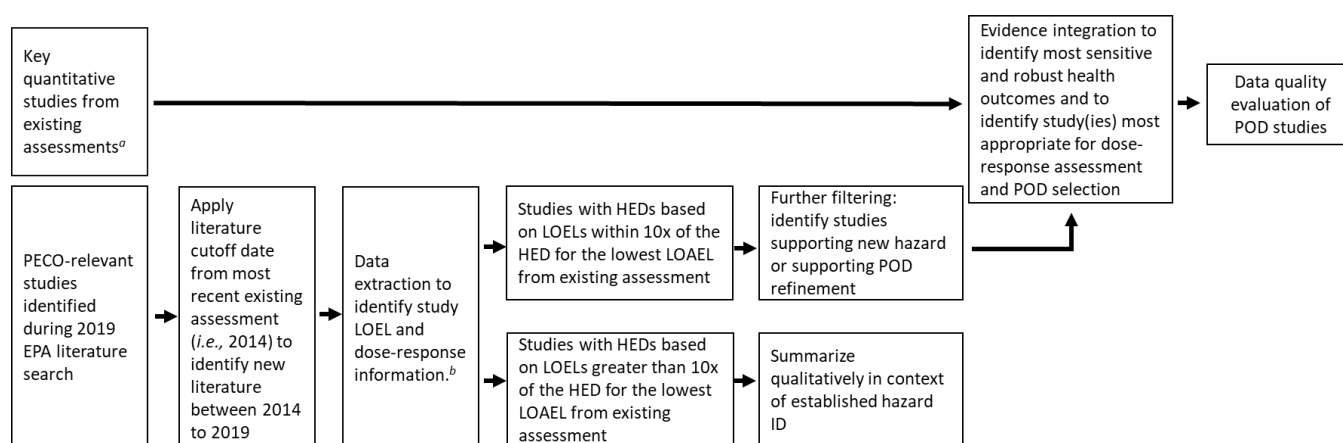 Key
quantitative
studies from
existing
assessmentsᵃ
Evidence integration to
identify most sensitive
and robust health
outcomes and to
identify study(ies) most
appropriate for dose-
response assessment
and POD selection
Data quality
evaluation of
POD studies
PECO-relevant
studies
identified
during 2019
EPA literature
search
Apply
literature
cutoff date
from most
recent existing
assessment
(i.e., 2014) to
identify new
literature
between 2014
to 2019
Data
extraction to
identify study
LOEL and
dose-response
information.ᵇ
Studies with HEDs based
on LOELs within 10x of the
HED for the lowest LOAEL
from existing assessment
Further filtering:
identify studies
supporting new hazard
or supporting POD
refinement
Studies with HEDs based
on LOELs greater than 10x
of the HED for the lowest
LOAEL from existing
assessment
Summarize
qualitatively in context
of established hazard
ID